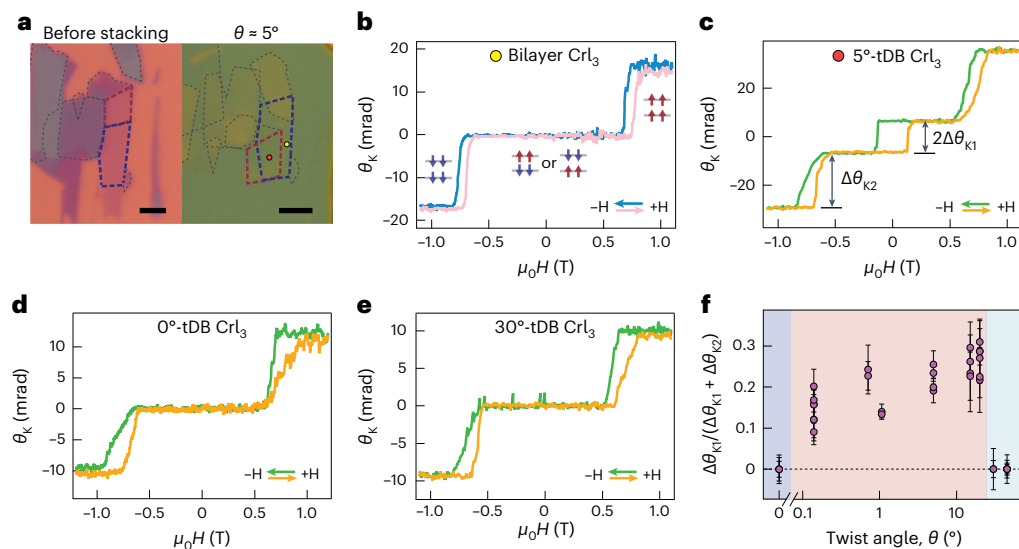 a
Before stacking
θ ≈ 5°
b
Bilayer CrI₃
θK (mrad)
20
10
0
−10
−20
or
−H
+H
−1.0
−0.5
0
0.5
1.0
μ₀H (T)
c
5°-tDB CrI₃
θK (mrad)
20
0
−20
2ΔθK1
ΔθK2
−H
+H
−1.0
−0.5
0
0.5
1.0
μ₀H (T)
d
0°-tDB CrI₃
θK (mrad)
10
5
0
−5
−10
−H
+H
−1.0
−0.5
0
0.5
1.0
μ₀H (T)
e
30°-tDB CrI₃
θK (mrad)
10
5
0
−5
−10
−H
+H
−1.0
−0.5
0
0.5
1.0
μ₀H (T)
f
ΔθK1/(ΔθK1 + ΔθK2)
0.3
0.2
0.1
0
0
0.1
1
10
Twist angle, θ (°)